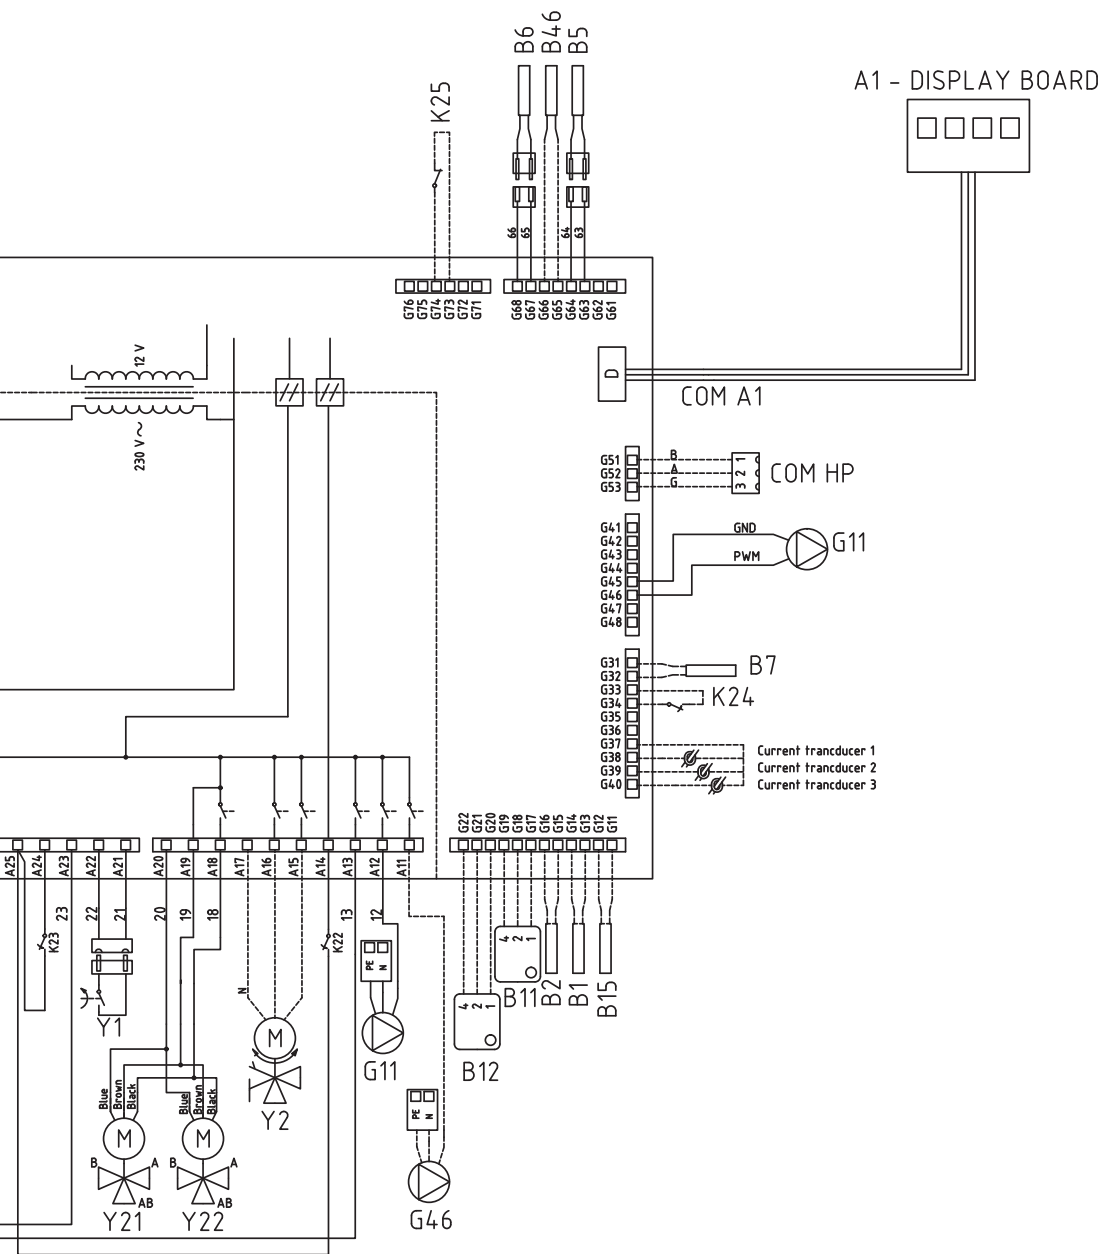 B6
B46
B5
K25
A1 - DISPLAY BOARD
66
65
64
63
G76
G75
G74
G73
G72
G71
G68
G67
G66
G65
G64
G63
G62
G61
12 V
230 V~
D
COM A1
G51
G52
G53
B
A
G
1
2
3
COM HP
G41
G42
G43
G44
G45
G46
G47
G48
GND
PWM
G11
G31
G32
G33
G34
G35
G36
G37
G38
G39
G40
B7
K24
Current trancducer 1
Current trancducer 2
Current trancducer 3
G22
G21
G20
G19
G18
G17
G16
G15
G14
G13
G12
G11
A25
A24
A23
A22
A21
A20
A19
A18
A17
A16
A15
A14
A13
A12
A11
23
22
21
20
19
18
13
12
K23
K22
N
PE
N
4
2
1
B11
B2
B1
B15
4
2
1
B12
Y1
M
Y2
G11
Blue
Brown
Black
Blue
Brown
Black
M
M
B
A
AB
B
A
AB
Y21
Y22
PE
N
G46